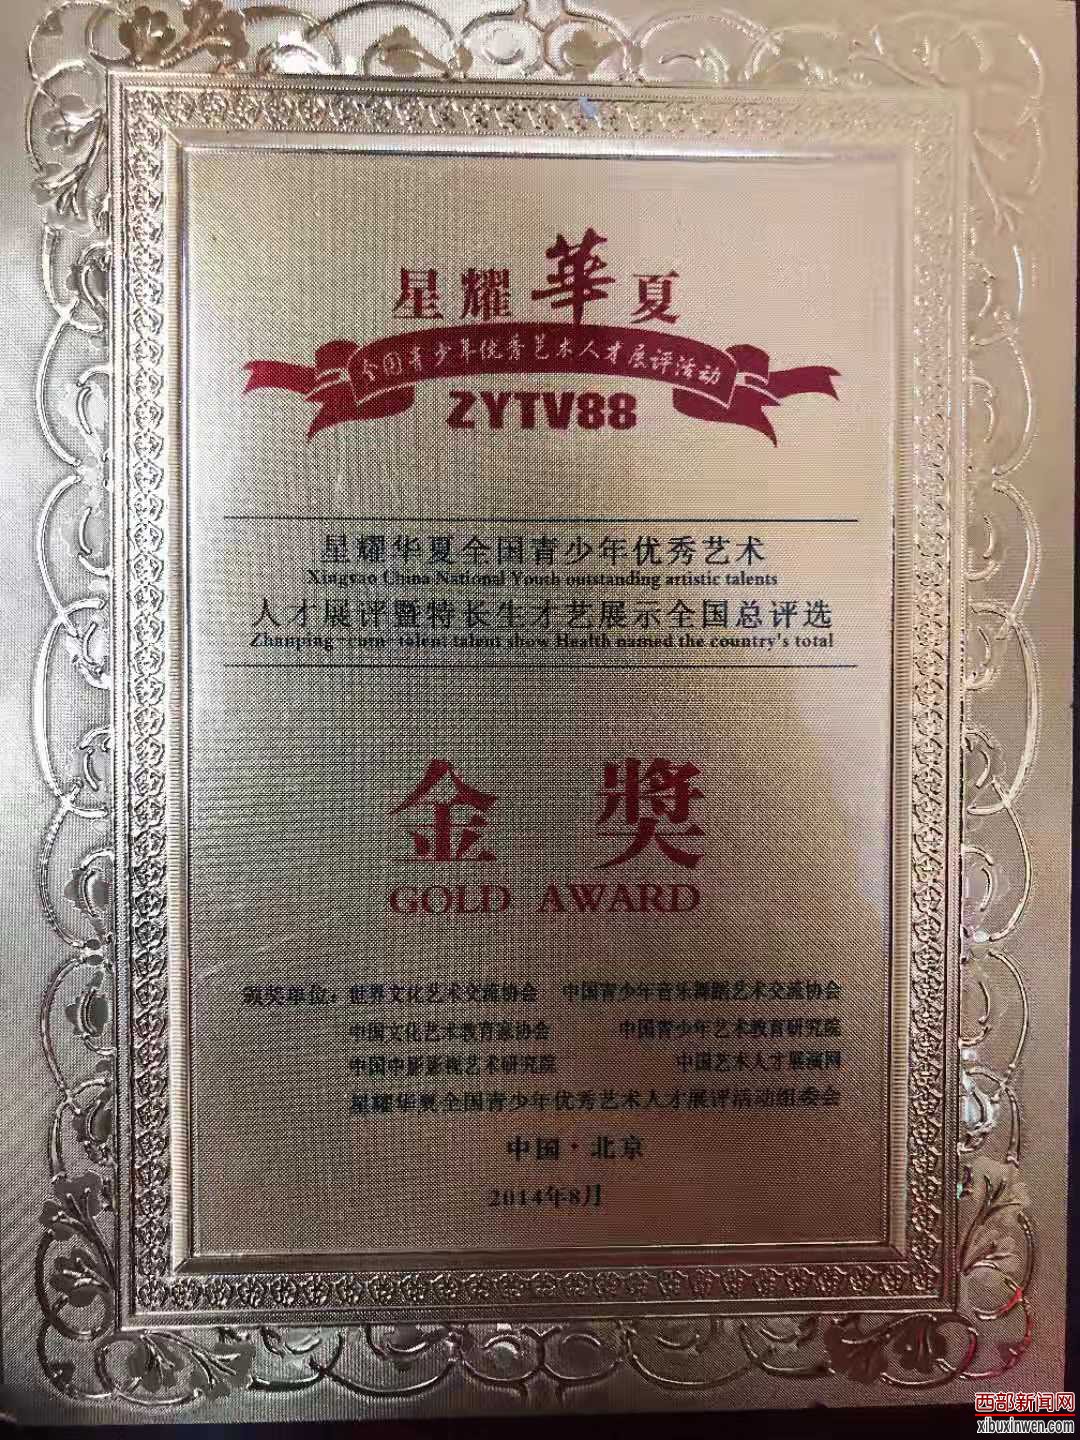 星耀華夏
全国青少年优秀艺术人才展评活动
ZYTV88
星耀华夏全国青少年优秀艺术
Xingyao China National Youth outstanding artistic talents
人才展评暨特长生才艺展示全国总评选
Zhanping talent talent show Health named the country's total
金 奖
GOLD AWARD
颁奖单位：世界文化艺术交流协会 中国青少年音乐舞蹈艺术交流协会
中国文化艺术教育家协会 中国青少年艺术教育研究院
中国中影影视艺术研究院 中国艺术人才展演网
星耀华夏全国青少年优秀艺术人才展评活动组委会
中国·北京
2014年8月
西部新闻网
xibuxinwen.com